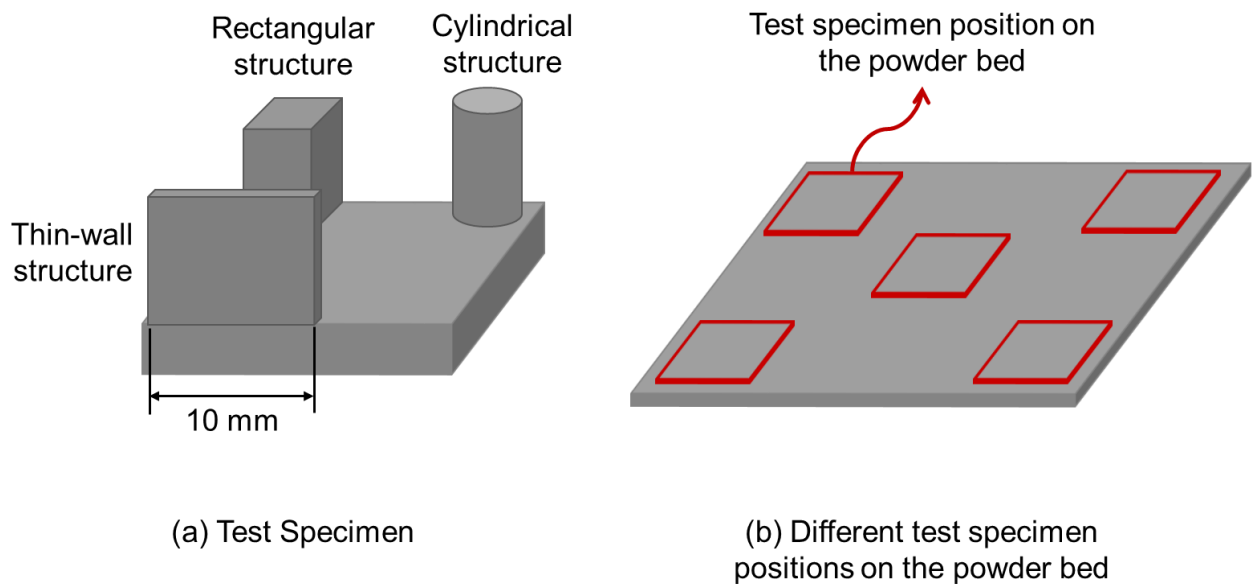 Rectangular
structure
Cylindrical
structure
Thin-wall
structure
10 mm
(a) Test Specimen
Test specimen position on
the powder bed
(b) Different test specimen
positions on the powder bed